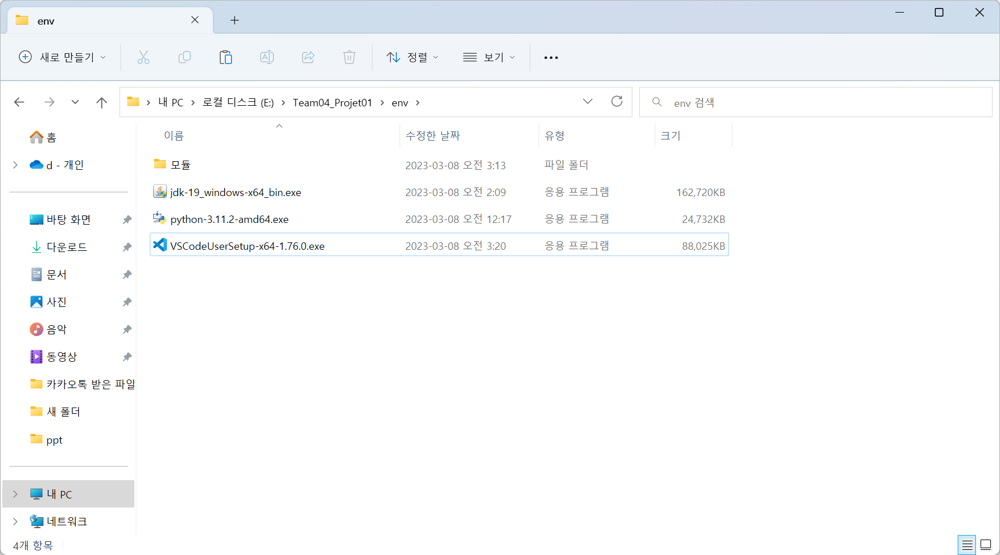 env
새로 만들기
정렬
보기
내 PC > 로컬 디스크 (E:) > Team04_Projet01 > env >
env 검색
이름 수정한 날짜 유형 크기
모듈 2023-03-08 오전 3:13 파일 폴더
jdk-19_windows-x64_bin.exe 2023-03-08 오전 2:09 응용 프로그램 162,720KB
python-3.11.2-amd64.exe 2023-03-08 오전 12:17 응용 프로그램 24,732KB
VSCodeUserSetup-x64-1.76.0.exe 2023-03-08 오전 3:20 응용 프로그램 88,025KB
홈
d - 개인
바탕 화면
다운로드
문서
사진
음악
동영상
카카오톡 받은 파일
새 폴더
ppt
내 PC
네트워크
4개 항목